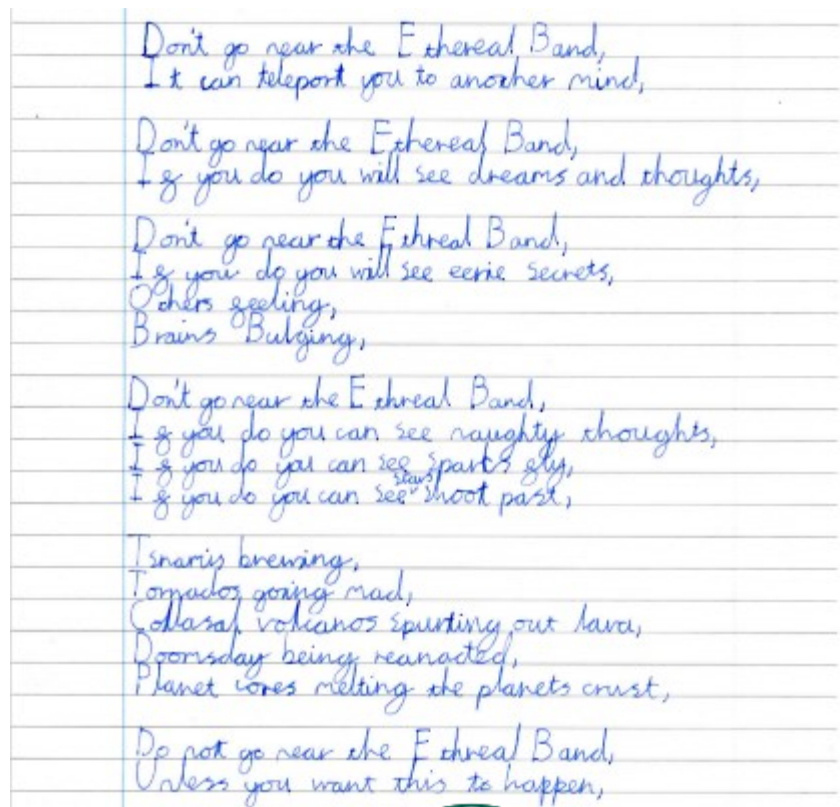 Don't go near the Ethereal Band,
It can teleport you to another mind,
Don't go near the Ethereal Band,
If you do you will see dreams and thoughts,
Don't go near the Ethreal Band,
If you do you will see eerie secrets,
Others feeling,
Brains Bulging,
Don't go near the Ethreal Band,
If you do you can see naughty thoughts,
If you do you can see sparks fly,
If you do you can see stars shoot past,
Tsnamis brewing,
Tornados going mad,
Collasal volcanos spurting out lava,
Doomsday being reanacted,
Planet cores melting the planets crust,
Do not go near the Ethreal Band,
Unless you want this to happen,